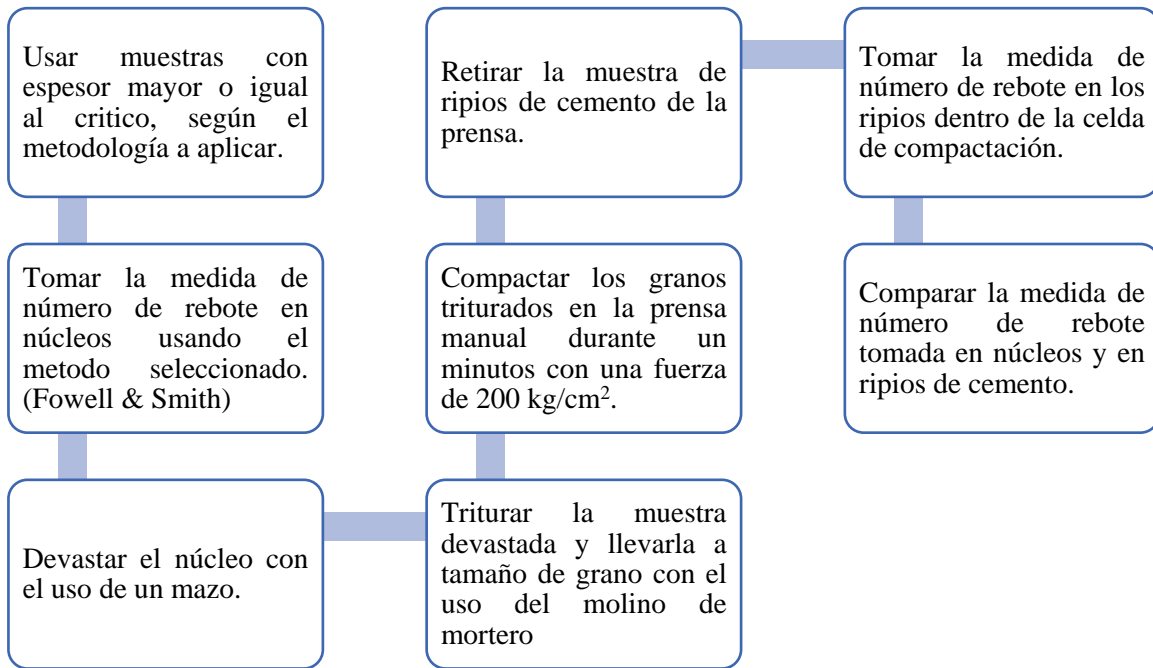 Usar muestras con
espesor mayor o igual
al critico, según el
metodología a aplicar.
Tomar la medida de
número de rebote en
núcleos usando el
metodo seleccionado.
(Fowell & Smith)
Devastar el núcleo con
el uso de un mazo.
Triturar la muestra
devastada y llevarla a
tamaño de grano con el
uso del molino de
mortero
Compactar los granos
triturados en la prensa
manual durante un
minutos con una fuerza
de 200 kg/cm².
Retirar la muestra de
ripios de cemento de la
prensa.
Tomar la medida de
número de rebote en los
ripios dentro de la celda
de compactación.
Comparar la medida de
número de rebote
tomada en núcleos y en
ripios de cemento.